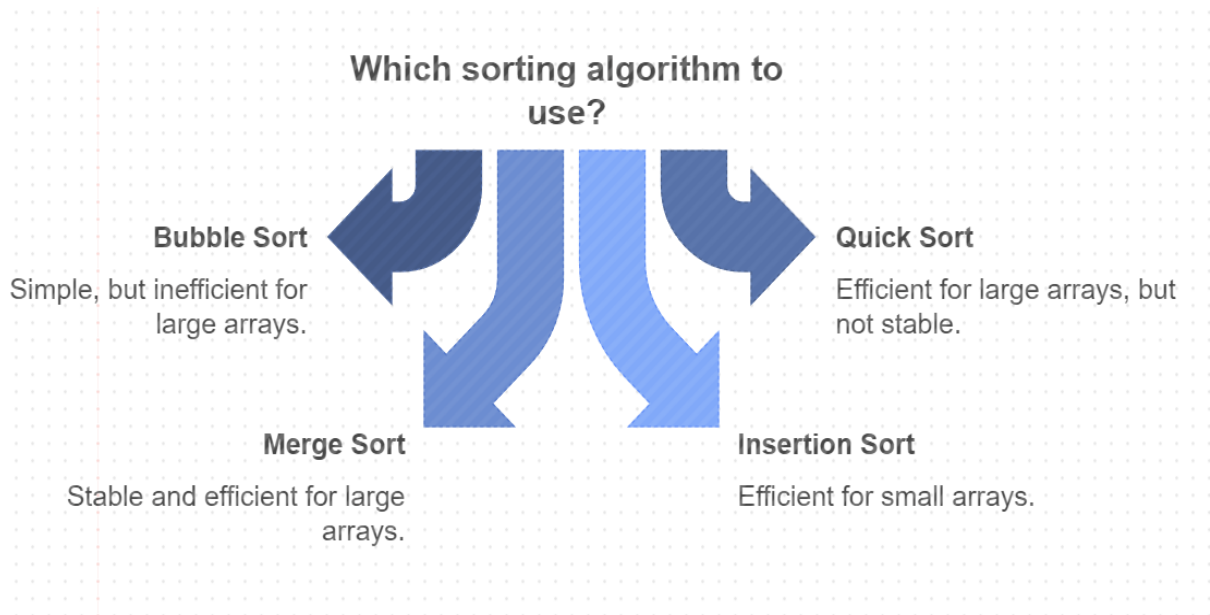 Which sorting algorithm to
use?
Bubble Sort
Simple, but inefficient for
large arrays.
Quick Sort
Efficient for large arrays, but
not stable.
Merge Sort
Stable and efficient for large
arrays.
Insertion Sort
Efficient for small arrays.